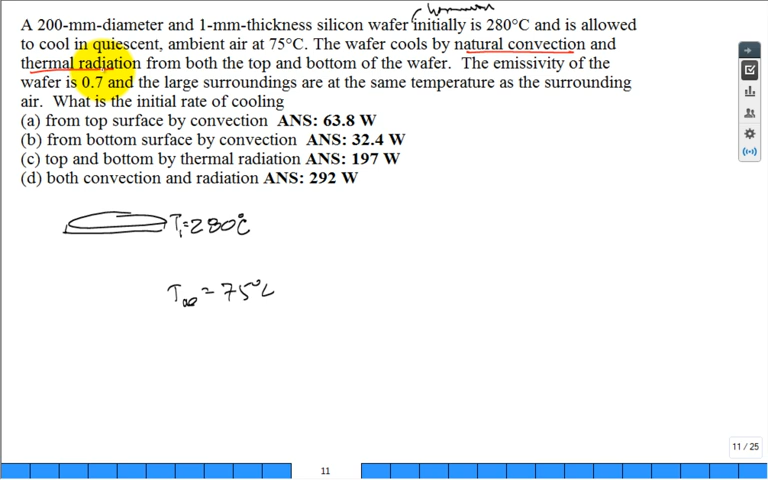 (horizontal
A 200-mm-diameter and 1-mm-thickness silicon wafer initially is 280°C and is allowed
to cool in quiescent, ambient air at 75°C. The wafer cools by natural convection and
thermal radiation from both the top and bottom of the wafer. The emissivity of the
wafer is 0.7 and the large surroundings are at the same temperature as the surrounding
air. What is the initial rate of cooling
(a) from top surface by convection ANS: 63.8 W
(b) from bottom surface by convection ANS: 32.4 W
(c) top and bottom by thermal radiation ANS: 197 W
(d) both convection and radiation ANS: 292 W
Ti=280°C
T∞=75°C
11 / 25
11